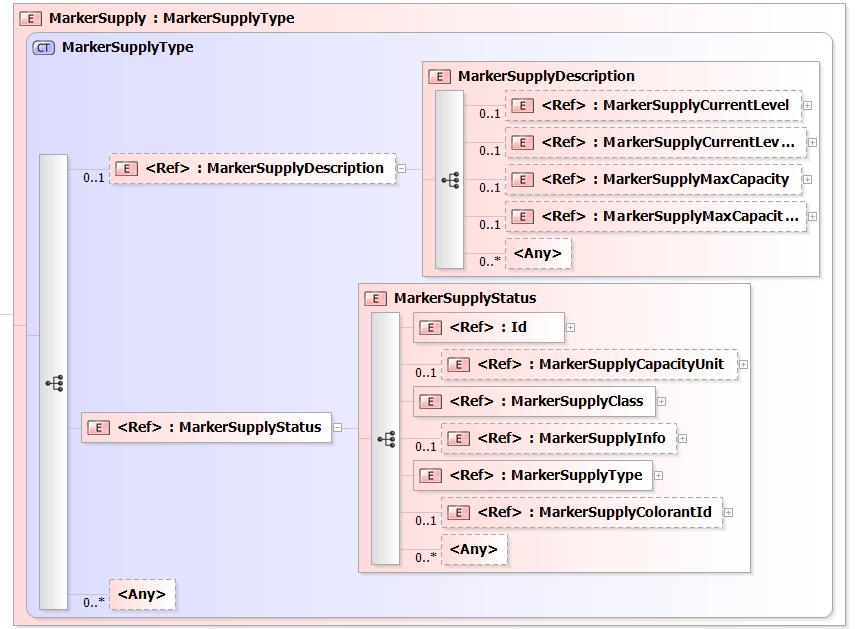 E MarkerSupply : MarkerSupplyType
CT MarkerSupplyType
E MarkerSupplyDescription
0..1 E <Ref> : MarkerSupplyCurrentLevel
0..1 E <Ref> : MarkerSupplyCurrentLev...
0..1 E <Ref> : MarkerSupplyDescription
0..1 E <Ref> : MarkerSupplyMaxCapacity
0..1 E <Ref> : MarkerSupplyMaxCapacit...
0..* <Any>
E MarkerSupplyStatus
E <Ref> : Id
0..1 E <Ref> : MarkerSupplyCapacityUnit
E <Ref> : MarkerSupplyClass
E <Ref> : MarkerSupplyStatus
0..1 E <Ref> : MarkerSupplyInfo
E <Ref> : MarkerSupplyType
0..1 E <Ref> : MarkerSupplyColorantId
0..* <Any>
0..* <Any>